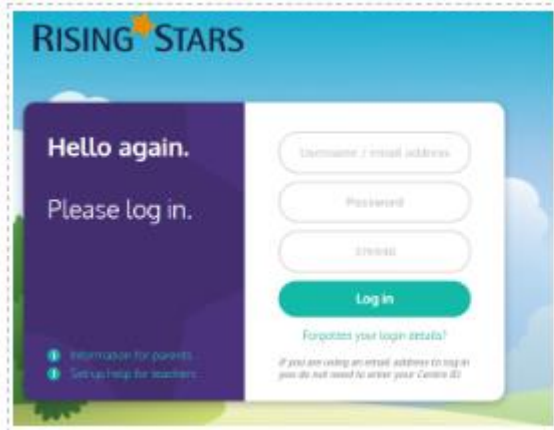 RISING STARS
Hello again.
Please log in.
Username / email address
Password
Log in
Forgotten your login details?
Information for parents
Set up help for teachers
If you are using an email address to log in
you do not need to enter your Centre ID.